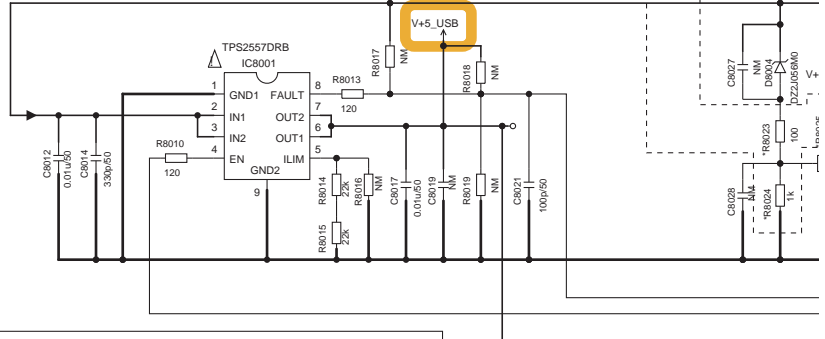 V+5_USB
TPS2557DRB
IC8001
R8017
NM
R8018
NM
C8027
NM
D8004
DZ2J056M0
V+
1
GND1
FAULT
8
R8013
120
2
IN1
OUT2
7
3
IN2
OUT1
6
4
EN
ILIM
5
GND2
9
R8010
120
C8012
0.01u/50
C8014
330p/50
R8014
22k
R8016
NM
R8015
22k
C8017
0.01u/50
C8019
NM
R8019
NM
C8021
100p/50
*R8023
100
R8025
C8028
NM
*R8024
1k